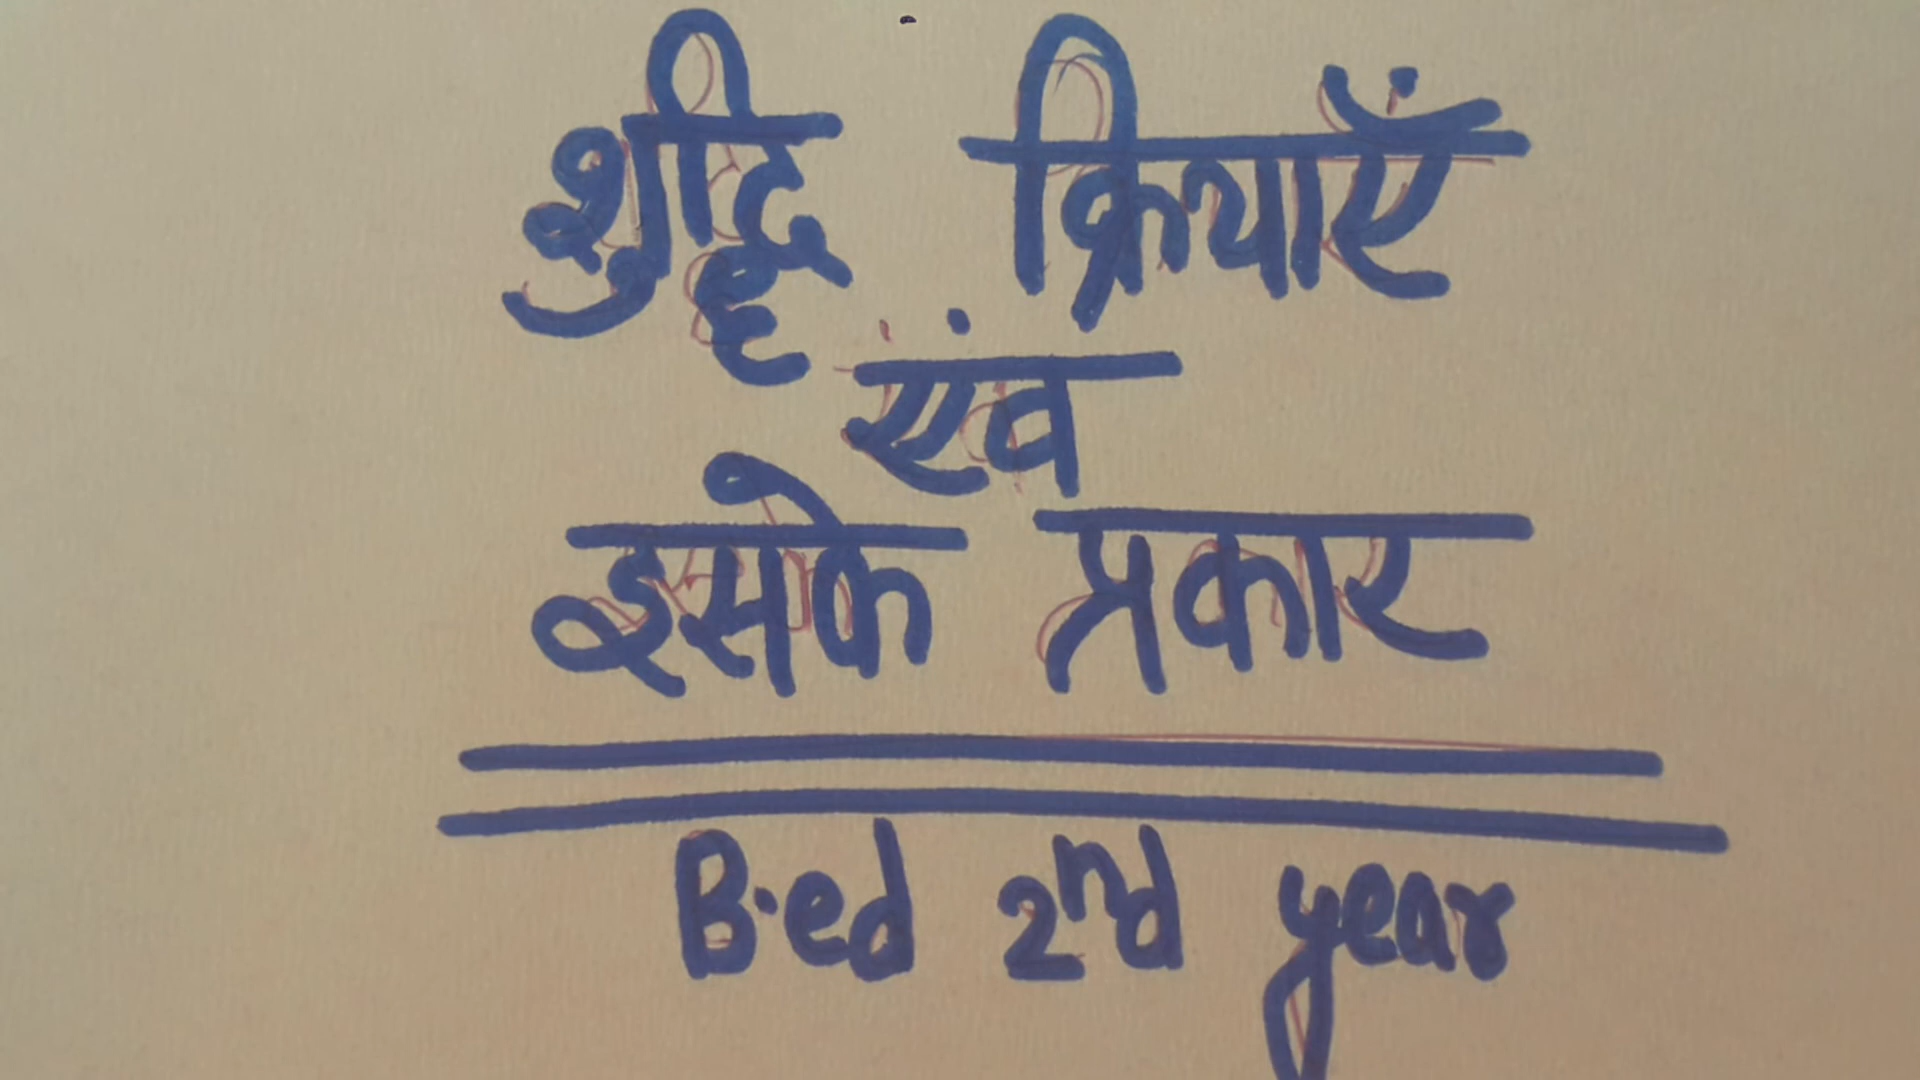 शुद्धि क्रियाएँ
एंव
इसके प्रकार
B.ed 2nd year